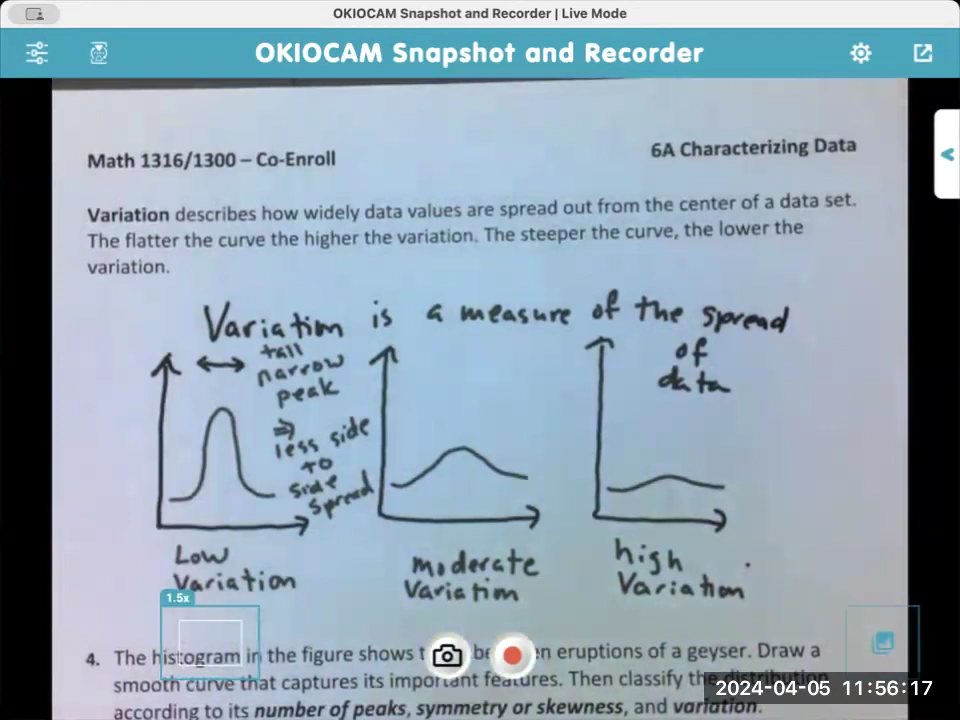 OKIOCAM Snapshot and Recorder | Live Mode
OKIOCAM Snapshot and Recorder
Math 1316/1300 – Co-Enroll
6A Characterizing Data
Variation describes how widely data values are spread out from the center of a data set.
The flatter the curve the higher the variation. The steeper the curve, the lower the
variation.
Variation is a measure of the spread
of
data
tall
narrow
peak
⇒
less side
to
side
spread
Low
Variation
moderate
Variation
high
Variation
1.5x
4. The histogram in the figure shows eruptions of a geyser. Draw a
smooth curve that captures its important features. Then classify the distribution
according to its number of peaks, symmetry or skewness, and variation.
2024-04-05 11:56:17